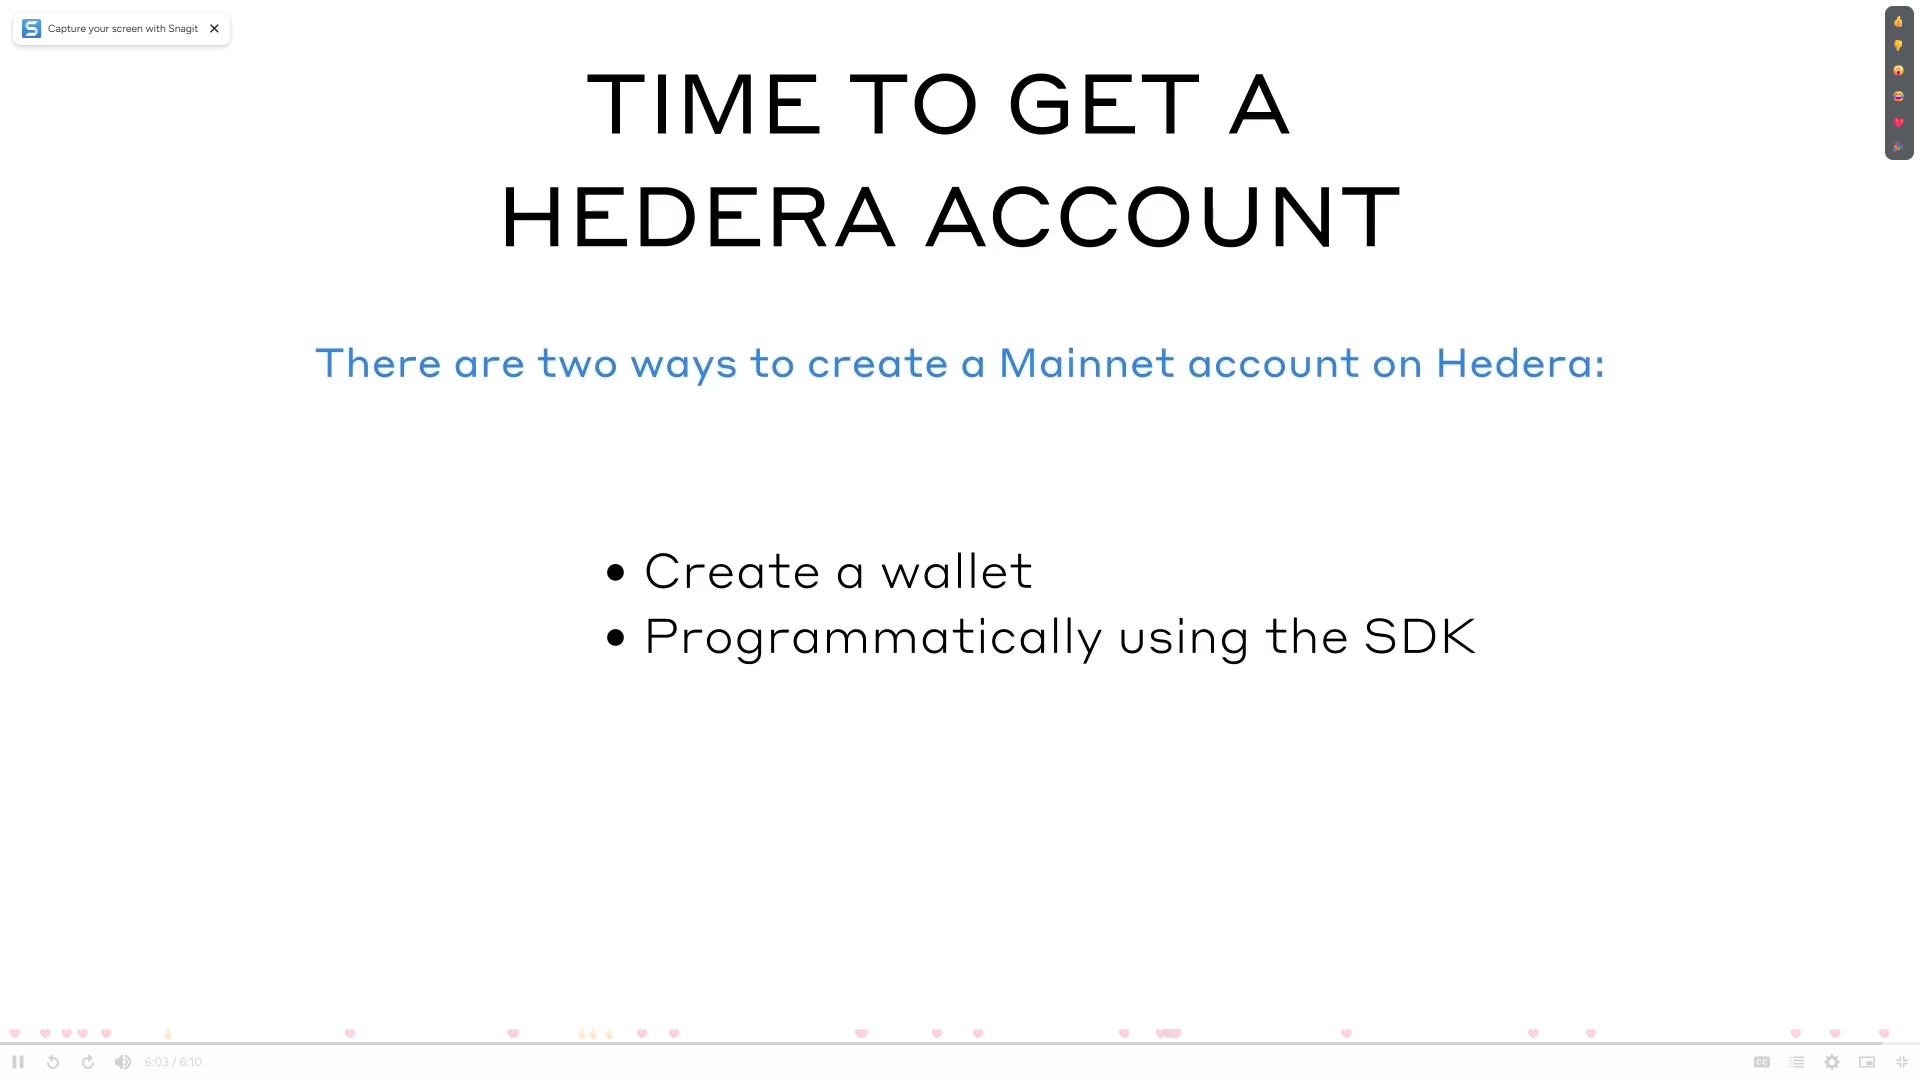 Capture your screen with Snagit
TIME TO GET A
HEDERA ACCOUNT
There are two ways to create a Mainnet account on Hedera:
• Create a wallet
• Programmatically using the SDK
6:03 / 6:10
CC